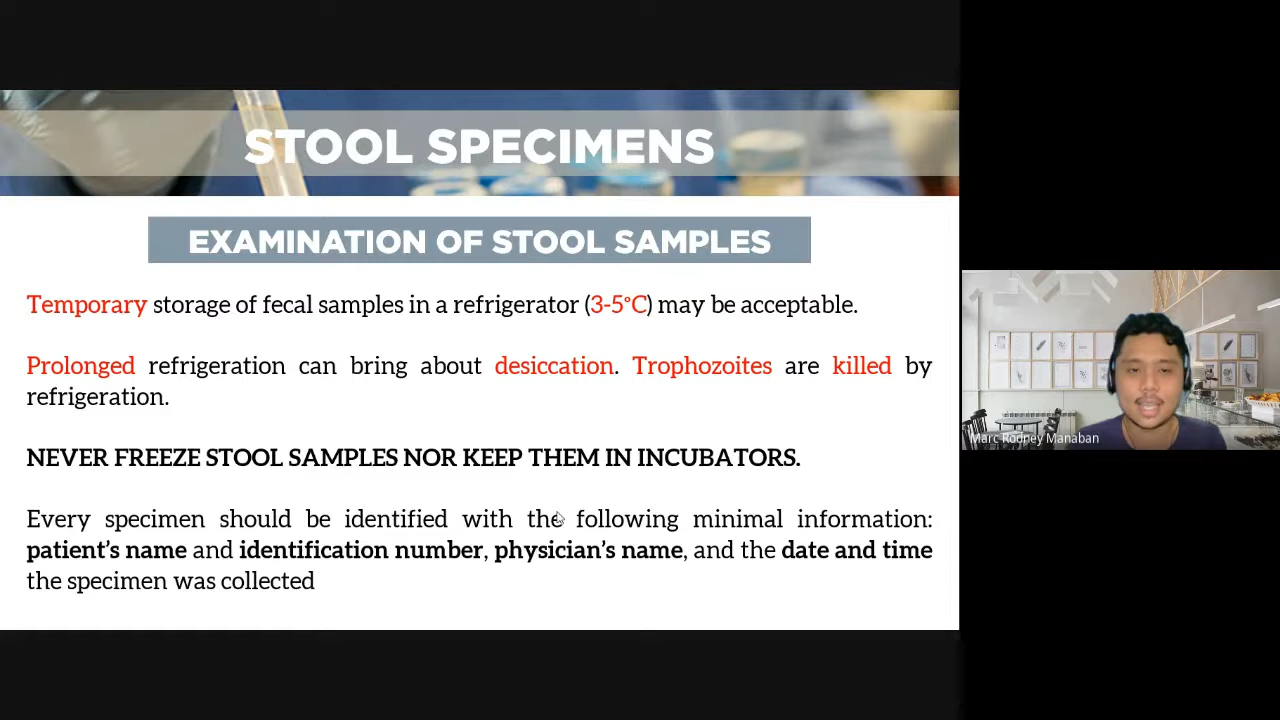 STOOL SPECIMENS
EXAMINATION OF STOOL SAMPLES
Temporary storage of fecal samples in a refrigerator (3-5°C) may be acceptable.
Prolonged refrigeration can bring about desiccation. Trophozoites are killed by
refrigeration.
NEVER FREEZE STOOL SAMPLES NOR KEEP THEM IN INCUBATORS.
Every specimen should be identified with the following minimal information:
patient's name and identification number, physician's name, and the date and time
the specimen was collected
Marc Rodney Manaban